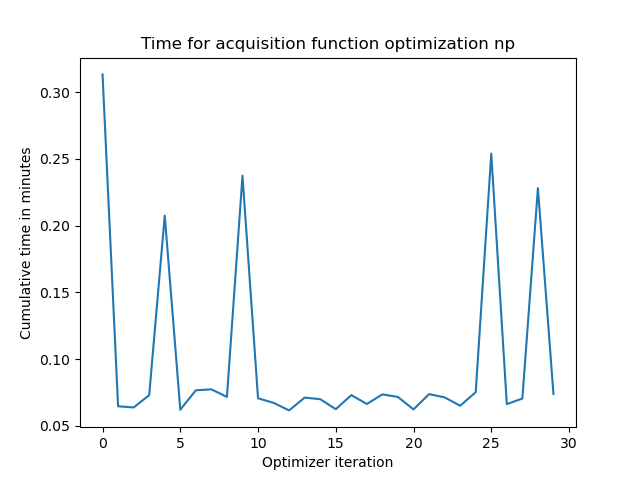 Time for acquisition function optimization np
Cumulative time in minutes
0.30
0.25
0.20
0.15
0.10
0.05
0 5 10 15 20 25 30
Optimizer iteration